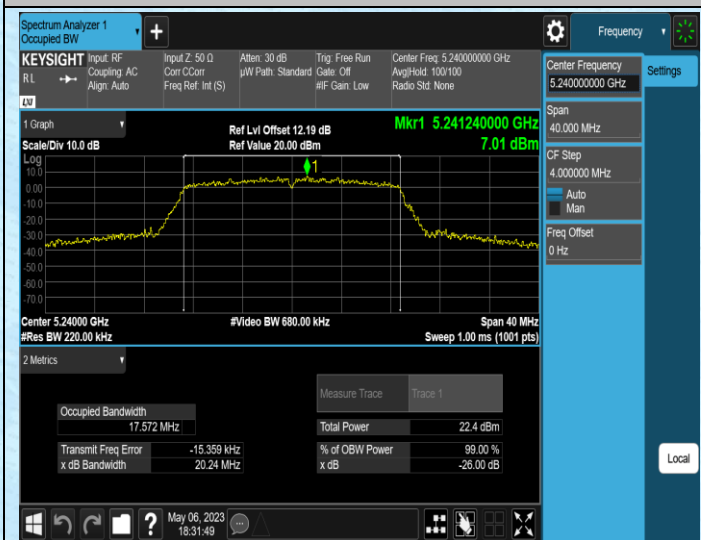 Spectrum Analyzer 1
Occupied BW
Frequency
KEYSIGHT
RL
LXI
Input: RF
Coupling: AC
Align: Auto
Input Z: 50 Ω
Corr CCorr
Freq Ref: Int (S)
Atten: 30 dB
µW Path: Standard
Trig: Free Run
Gate: Off
#IF Gain: Low
Center Freq: 5.240000000 GHz
Avg|Hold: 100/100
Radio Std: None
Center Frequency
5.240000000 GHz
Settings
Span
40.000 MHz
CF Step
4.000000 MHz
Auto
Man
Freq Offset
0 Hz
1 Graph
Scale/Div 10.0 dB
Ref Lvl Offset 12.19 dB
Ref Value 20.00 dBm
Mkr1 5.241240000 GHz
7.01 dBm
Log
10.0
0.00
-10.0
-20.0
-30.0
-40.0
-50.0
-60.0
-70.0
1
Center 5.24000 GHz
#Res BW 220.00 kHz
#Video BW 680.00 kHz
Span 40 MHz
Sweep 1.00 ms (1001 pts)
2 Metrics
Measure Trace Trace 1
Occupied Bandwidth
17.572 MHz
Total Power 22.4 dBm
Transmit Freq Error -15.359 kHz
% of OBW Power 99.00 %
x dB Bandwidth 20.24 MHz
x dB -26.00 dB
Local
May 06, 2023
18:31:49